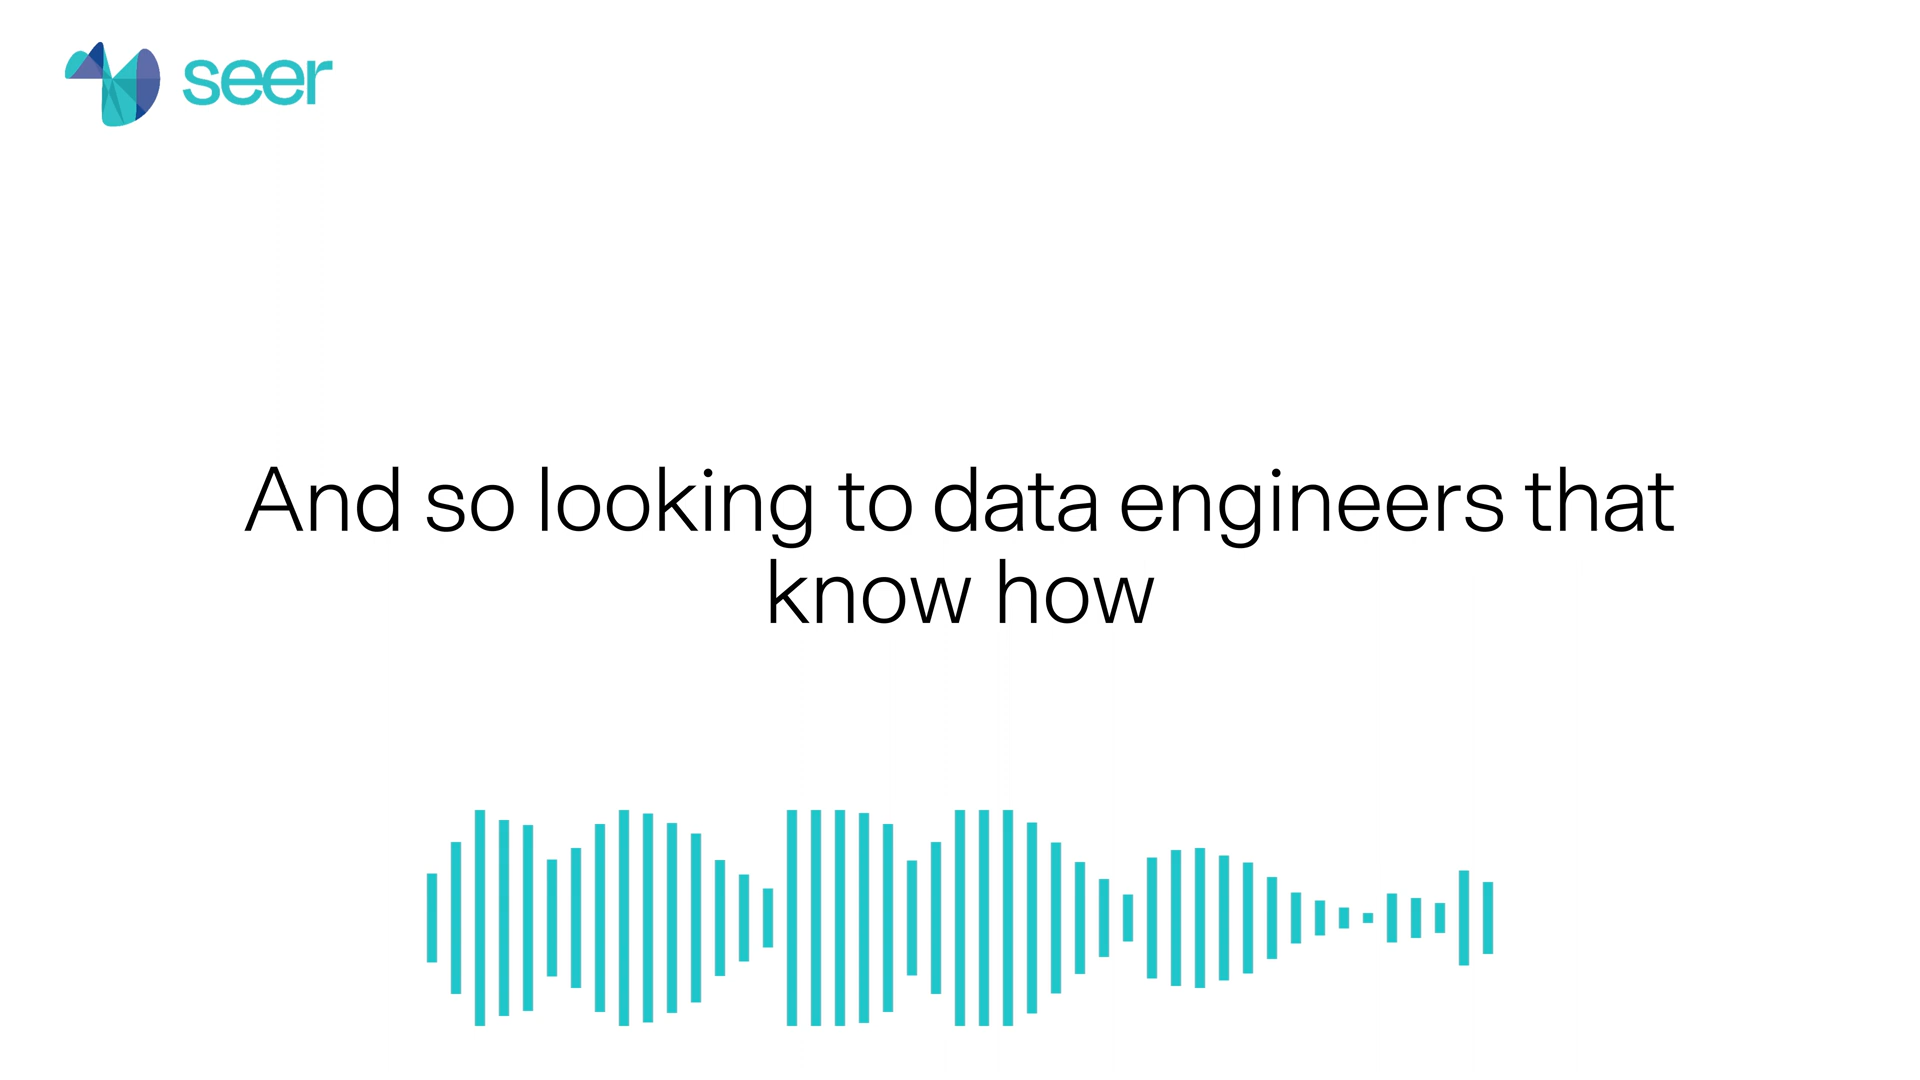 seer
And so looking to data engineers that
know how